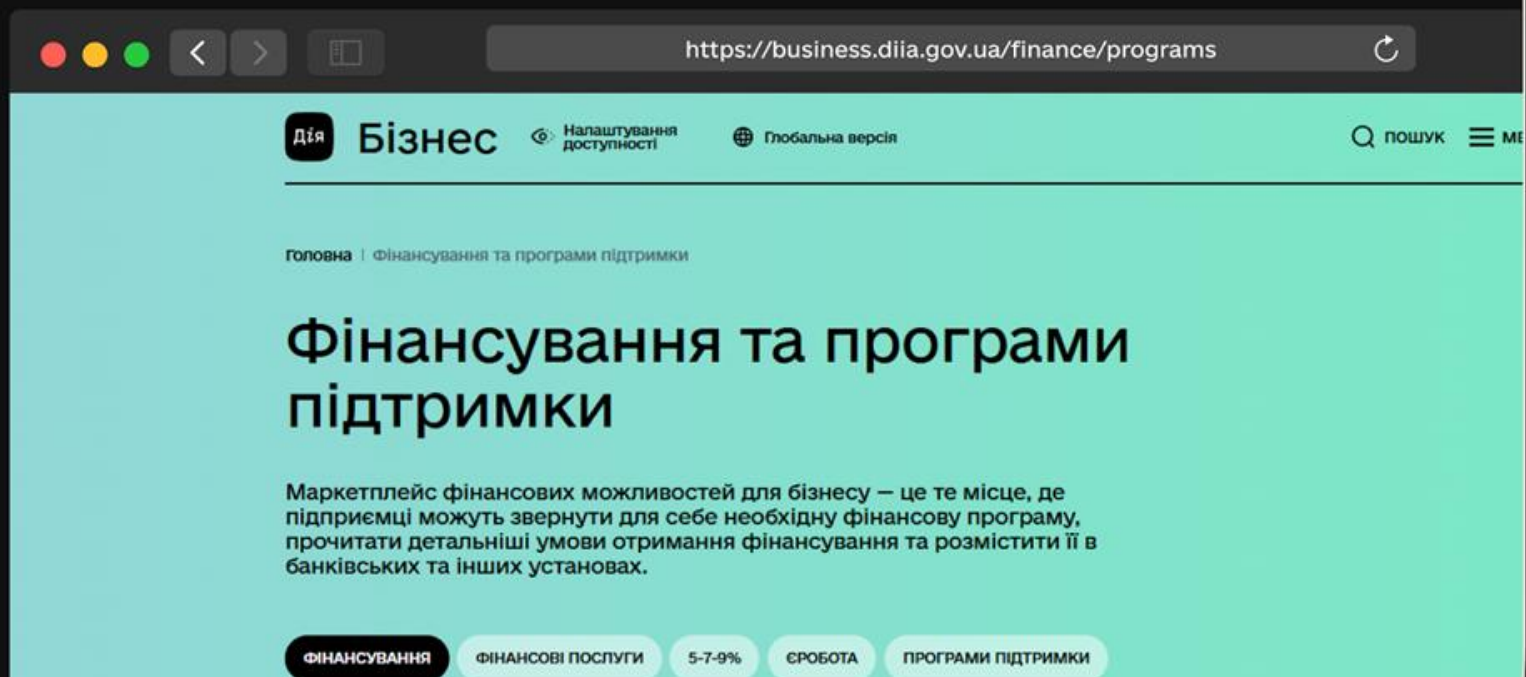 https://business.diia.gov.ua/finance/programs
Дія Бізнес Налаштування доступності Глобальна версія ПОШУК МЕ
Головна | Фінансування та програми підтримки
Фінансування та програми
підтримки
Маркетплейс фінансових можливостей для бізнесу — це те місце, де
підприємці можуть звернути для себе необхідну фінансову програму,
прочитати детальніші умови отримання фінансування та розмістити її в
банківських та інших установах.
ФІНАНСУВАННЯ ФІНАНСОВІ ПОСЛУГИ 5-7-9% ЄРОБОТА ПРОГРАМИ ПІДТРИМКИ